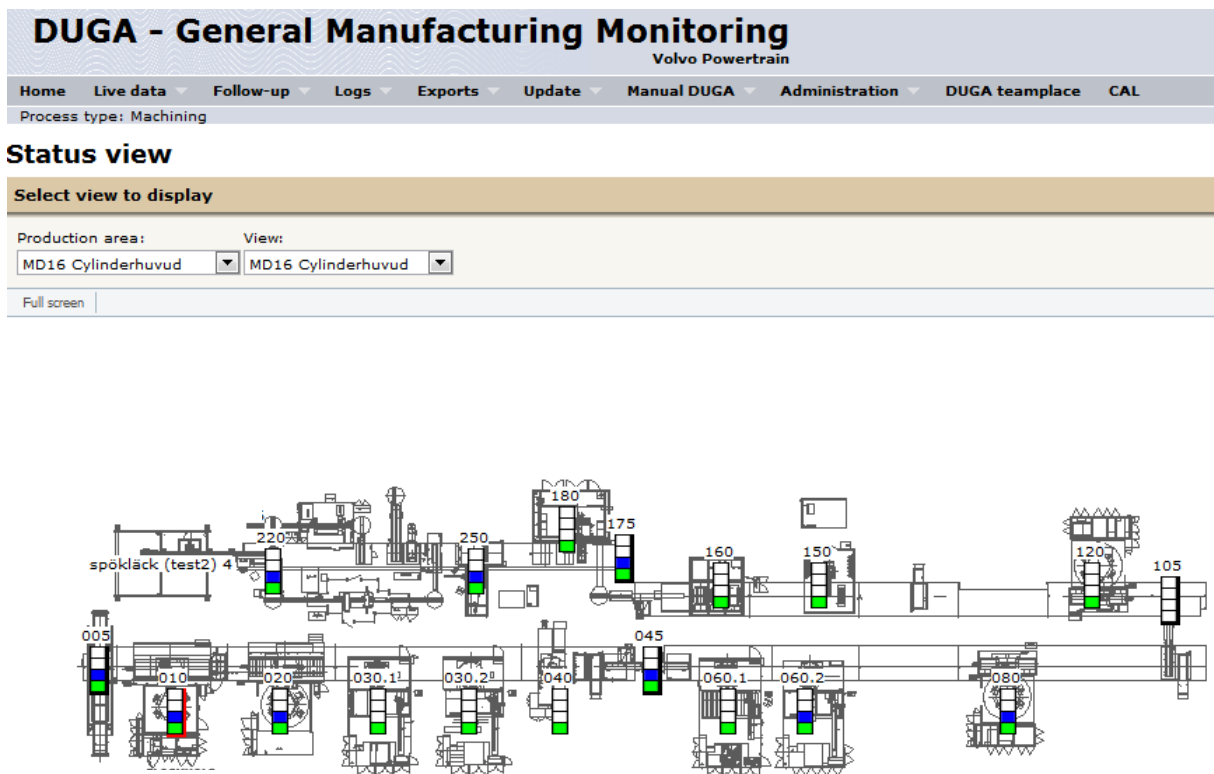 DUGA - General Manufacturing Monitoring
Volvo Powertrain
Home Live data Follow-up Logs Exports Update Manual DUGA Administration DUGA teamplace CAL
Process type: Machining
Status view
Select view to display
Production area: View:
MD16 Cylinderhuvud MD16 Cylinderhuvud
Full screen
180
175
220 250
160 150 120
spökläck (test2) 4
105
005 045
010 020 030.1 030.2 040 060.1 060.2 080